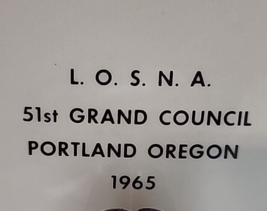 L. O. S. N. A.
51st GRAND COUNCIL
PORTLAND OREGON
1965